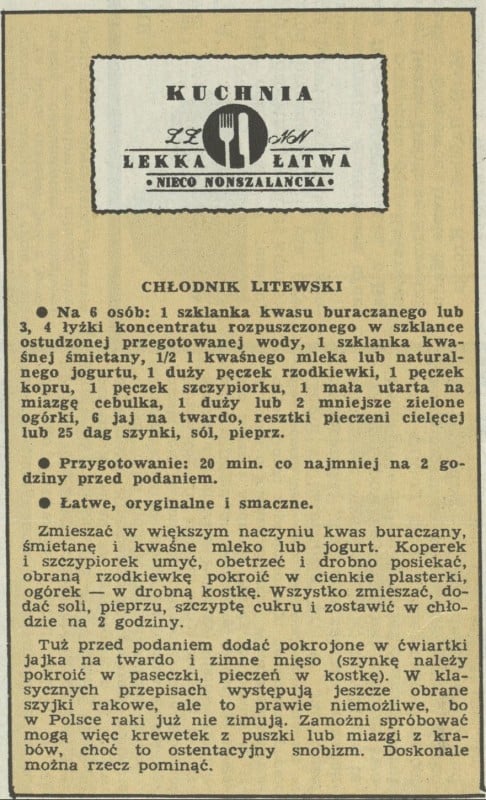 KUCHNIA
ZZ NN
LEKKA ŁATWA
• NIECO NONSZALANCKA •
CHŁODNIK LITEWSKI
● Na 6 osób: 1 szklanka kwasu buraczanego lub
3, 4 łyżki koncentratu rozpuszczonego w szklance
ostudzonej przegotowanej wody, 1 szklanka kwa-
śnej śmietany, 1/2 l kwaśnego mleka lub natural-
nego jogurtu, 1 duży pęczek rzodkiewki, 1 pęczek
kopru, 1 pęczek szczypiorku, 1 mała utarta na
miazgę cebulka, 1 duży lub 2 mniejsze zielone
ogórki, 6 jaj na twardo, resztki pieczeni cielęcej
lub 25 dag szynki, sól, pieprz.
● Przygotowanie: 20 min. co najmniej na 2 go-
dziny przed podaniem.
● Łatwe, oryginalne i smaczne.
Zmieszać w większym naczyniu kwas buraczany,
śmietanę i kwaśne mleko lub jogurt. Koperek
i szczypiorek umyć, obetrzeć i drobno posiekać,
obraną rzodkiewkę pokroić w cienkie plasterki,
ogórek — w drobną kostkę. Wszystko zmieszać, do-
dać soli, pieprzu, szczyptę cukru i zostawić w chło-
dzie na 2 godziny.
Tuż przed podaniem dodać pokrojone w ćwiartki
jajka na twardo i zimne mięso (szynkę należy
pokroić w paseczki, pieczeń w kostkę). W kla-
sycznych przepisach występują jeszcze obrane
szyjki rakowe, ale to prawie niemożliwe, bo
w Polsce raki już nie zimują. Zamożni spróbować
mogą więc krewetek z puszki lub miazgi z kra-
bów, choć to ostentacyjny snobizm. Doskonale
można rzecz pominąć.